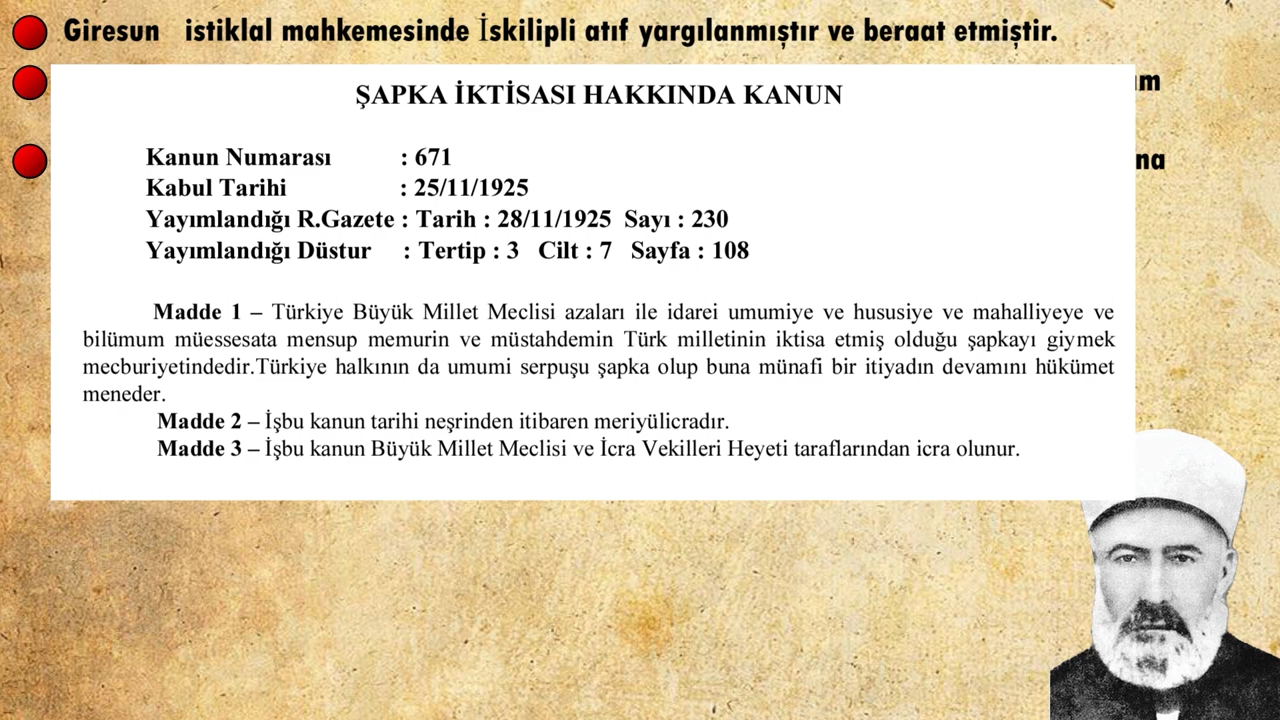 Giresun istiklal mahkemesinde İskilipli atıf yargılanmıştır ve beraat etmiştir.
ŞAPKA İKTİSASI HAKKINDA KANUN
Kanun Numarası : 671
Kabul Tarihi : 25/11/1925
Yayımlandığı R.Gazete : Tarih : 28/11/1925 Sayı : 230
Yayımlandığı Düstur : Tertip : 3 Cilt : 7 Sayfa : 108
Madde 1 – Türkiye Büyük Millet Meclisi azaları ile idarei umumiye ve hususiye ve mahalliyeye ve
bilümum müessesata mensup memurin ve müstahdemin Türk milletinin iktisa etmiş olduğu şapkayı giymek
mecburiyetindedir.Türkiye halkının da umumi serpuşu şapka olup buna münafi bir itiyadın devamını hükümet
meneder.
Madde 2 – İşbu kanun tarihi neşrinden itibaren meriyülicradır.
Madde 3 – İşbu kanun Büyük Millet Meclisi ve İcra Vekilleri Heyeti taraflarından icra olunur.